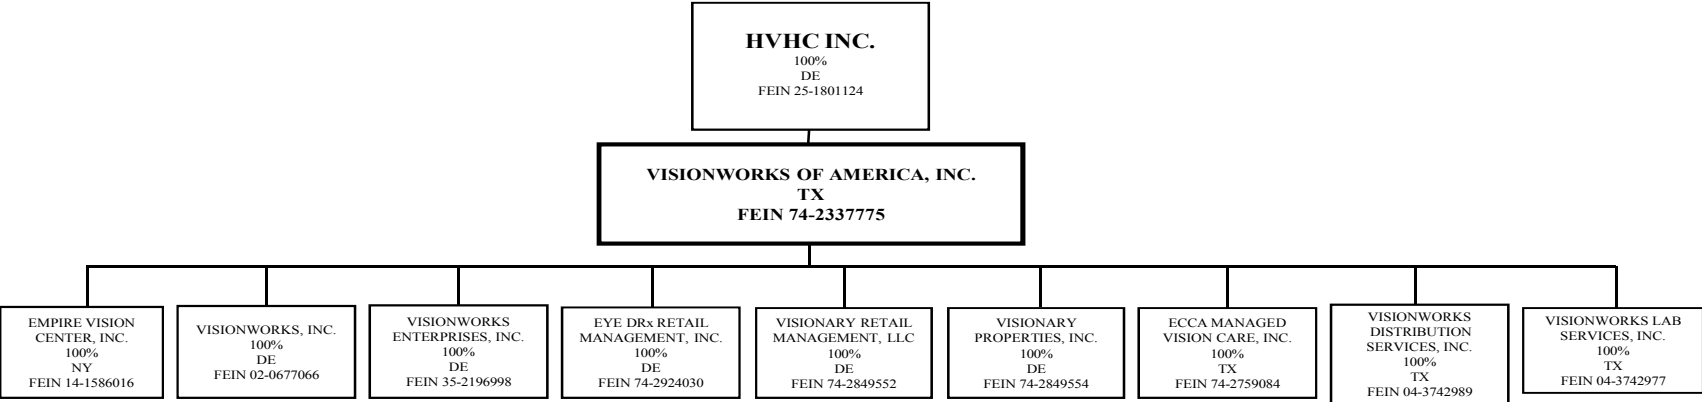 HVHC INC.
100%
DE
FEIN 25-1801124
VISIONWORKS OF AMERICA, INC.
TX
FEIN 74-2337775
EMPIRE VISION
CENTER, INC.
100%
NY
FEIN 14-1586016
VISIONWORKS, INC.
100%
DE
FEIN 02-0677066
VISIONWORKS
ENTERPRISES, INC.
100%
DE
FEIN 35-2196998
EYE DRx RETAIL
MANAGEMENT, INC.
100%
DE
FEIN 74-2924030
VISIONARY RETAIL
MANAGEMENT, LLC
100%
DE
FEIN 74-2849552
VISIONARY
PROPERTIES, INC.
100%
DE
FEIN 74-2849554
ECCA MANAGED
VISION CARE, INC.
100%
TX
FEIN 74-2759084
VISIONWORKS
DISTRIBUTION
SERVICES, INC.
100%
TX
FEIN 04-3742989
VISIONWORKS LAB
SERVICES, INC.
100%
TX
FEIN 04-3742977